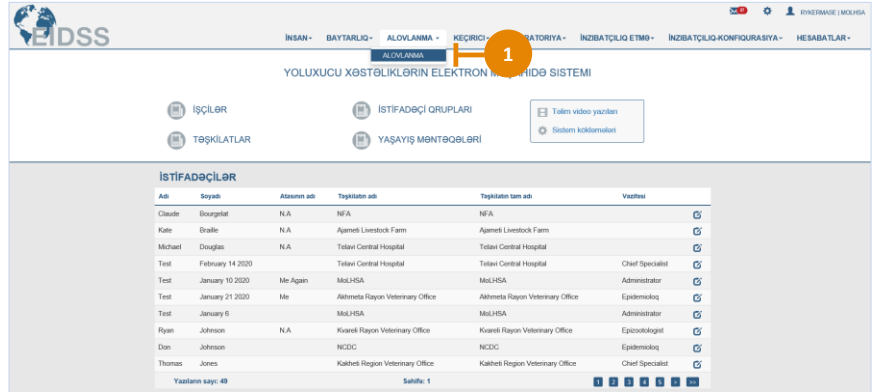 27 RYKERMASE | MOLHSA
EIDSS
İNSAN BAYTARLIQ ALOVLANMA KEÇIRICI RATORIYA İNZIBATÇILIQ ETMƏ İNZIBATÇILIQ-KONFIQURASIYA HESABATLAR
ALOVLANMA 1
YOLUXUCU XƏSTƏLIKLƏRIN ELEKTRON M AHIDƏ SISTEMI
İŞÇİLƏR İSTİFADƏÇİ QRUPLARI Təlim video yazıları
TƏŞKİLATLAR YAŞAYIŞ MƏNTƏQƏLƏRİ Sistem kökləmələri
İSTİFADƏÇİLƏR
Adı Soyadı Atasının adı Təşkilatın adı Təşkilatın tam adı Vəzifəsi
Claude Bourgelat N.A NFA NFA
Kate Braille N.A Ajameti Livestock Farm Ajameti Livestock Farm
Michael Douglas N.A Telavi Central Hospital Telavi Central Hospital
Test February 14 2020 Telavi Central Hospital Telavi Central Hospital Chief Specialist
Test January 10 2020 Me Again MoLHSA MoLHSA Administrator
Test January 21 2020 Me Akhmeta Rayon Veterinary Office Akhmeta Rayon Veterinary Office Epidemioloq
Test January 6 MoLHSA MoLHSA Administrator
Ryan Johnson N.A Kvareli Rayon Veterinary Office Kvareli Rayon Veterinary Office Epizootologist
Don Johnson NCDC NCDC Epidemioloq
Thomas Jones Kakheti Region Veterinary Office Kakheti Region Veterinary Office Chief Specialist
Yazıların sayı: 49 Səhifə: 1 1 2 3 4 5 > >>